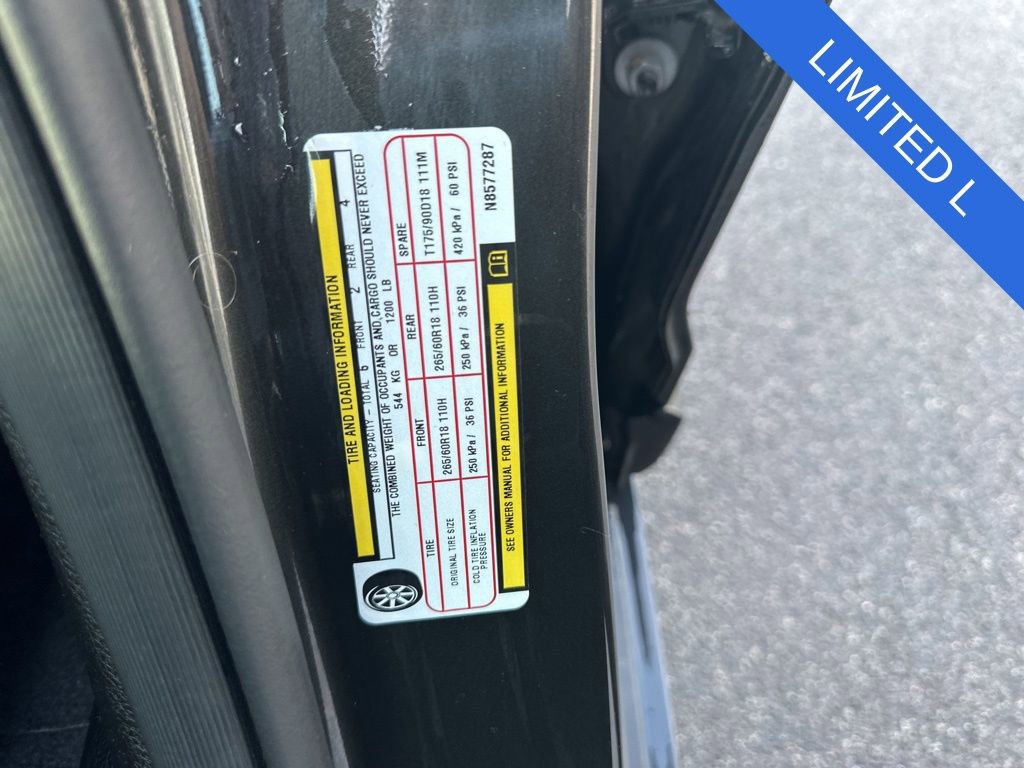 LIMITED L
TIRE AND LOADING INFORMATION
SEATING CAPACITY – TOTAL 6 FRONT 2 REAR 4
THE COMBINED WEIGHT OF OCCUPANTS AND CARGO SHOULD NEVER EXCEED
544 KG OR 1200 LB
TIRE FRONT REAR SPARE
ORIGINAL TIRE SIZE 265/60R18 110H 265/60R18 110H T175/90D18 111M
COLD TIRE INFLATION PRESSURE 250 kPa / 36 PSI 250 kPa / 36 PSI 420 kPa / 60 PSI
SEE OWNERS MANUAL FOR ADDITIONAL INFORMATION
N8577287